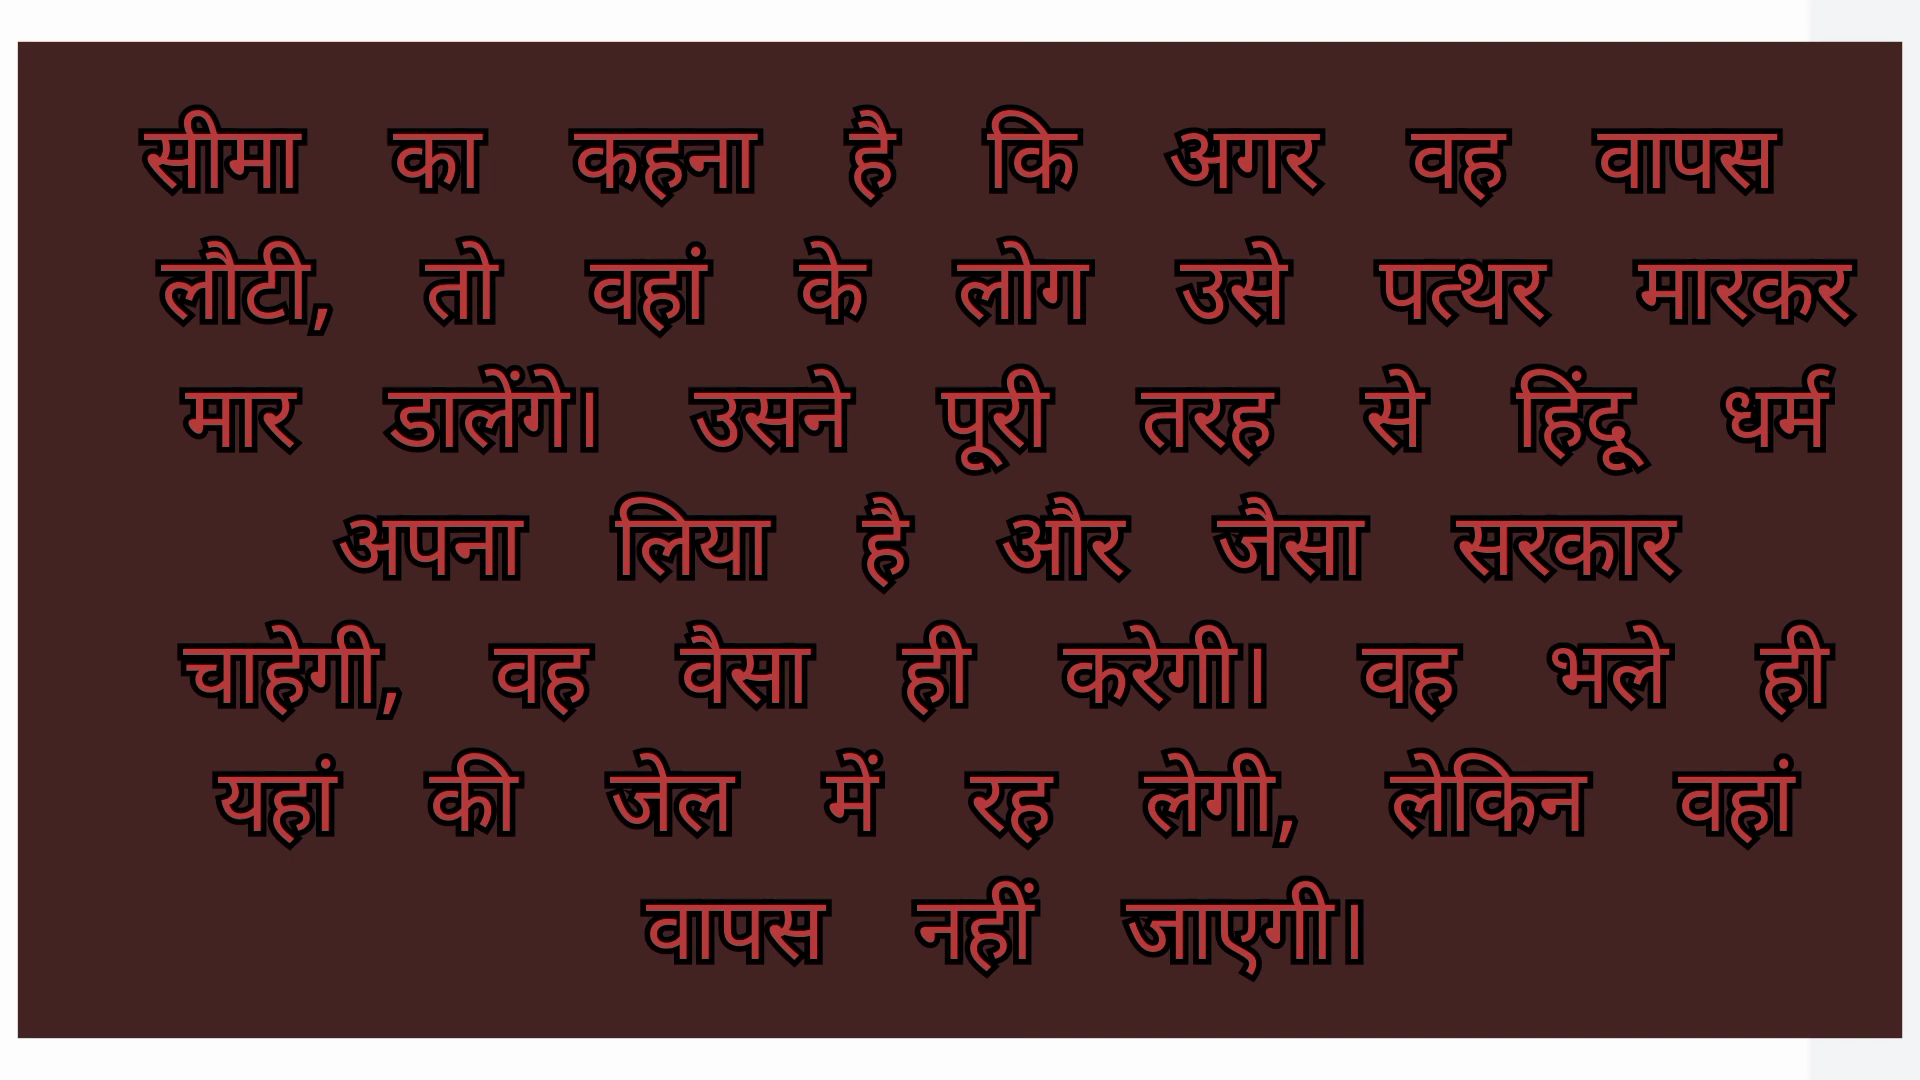 सीमा का कहना है कि अगर वह वापस
लौटी, तो वहां के लोग उसे पत्थर मारकर
मार डालेंगे। उसने पूरी तरह से हिंदू धर्म
अपना लिया है और जैसा सरकार
चाहेगी, वह वैसा ही करेगी। वह भले ही
यहां की जेल में रह लेगी, लेकिन वहां
वापस नहीं जाएगी।